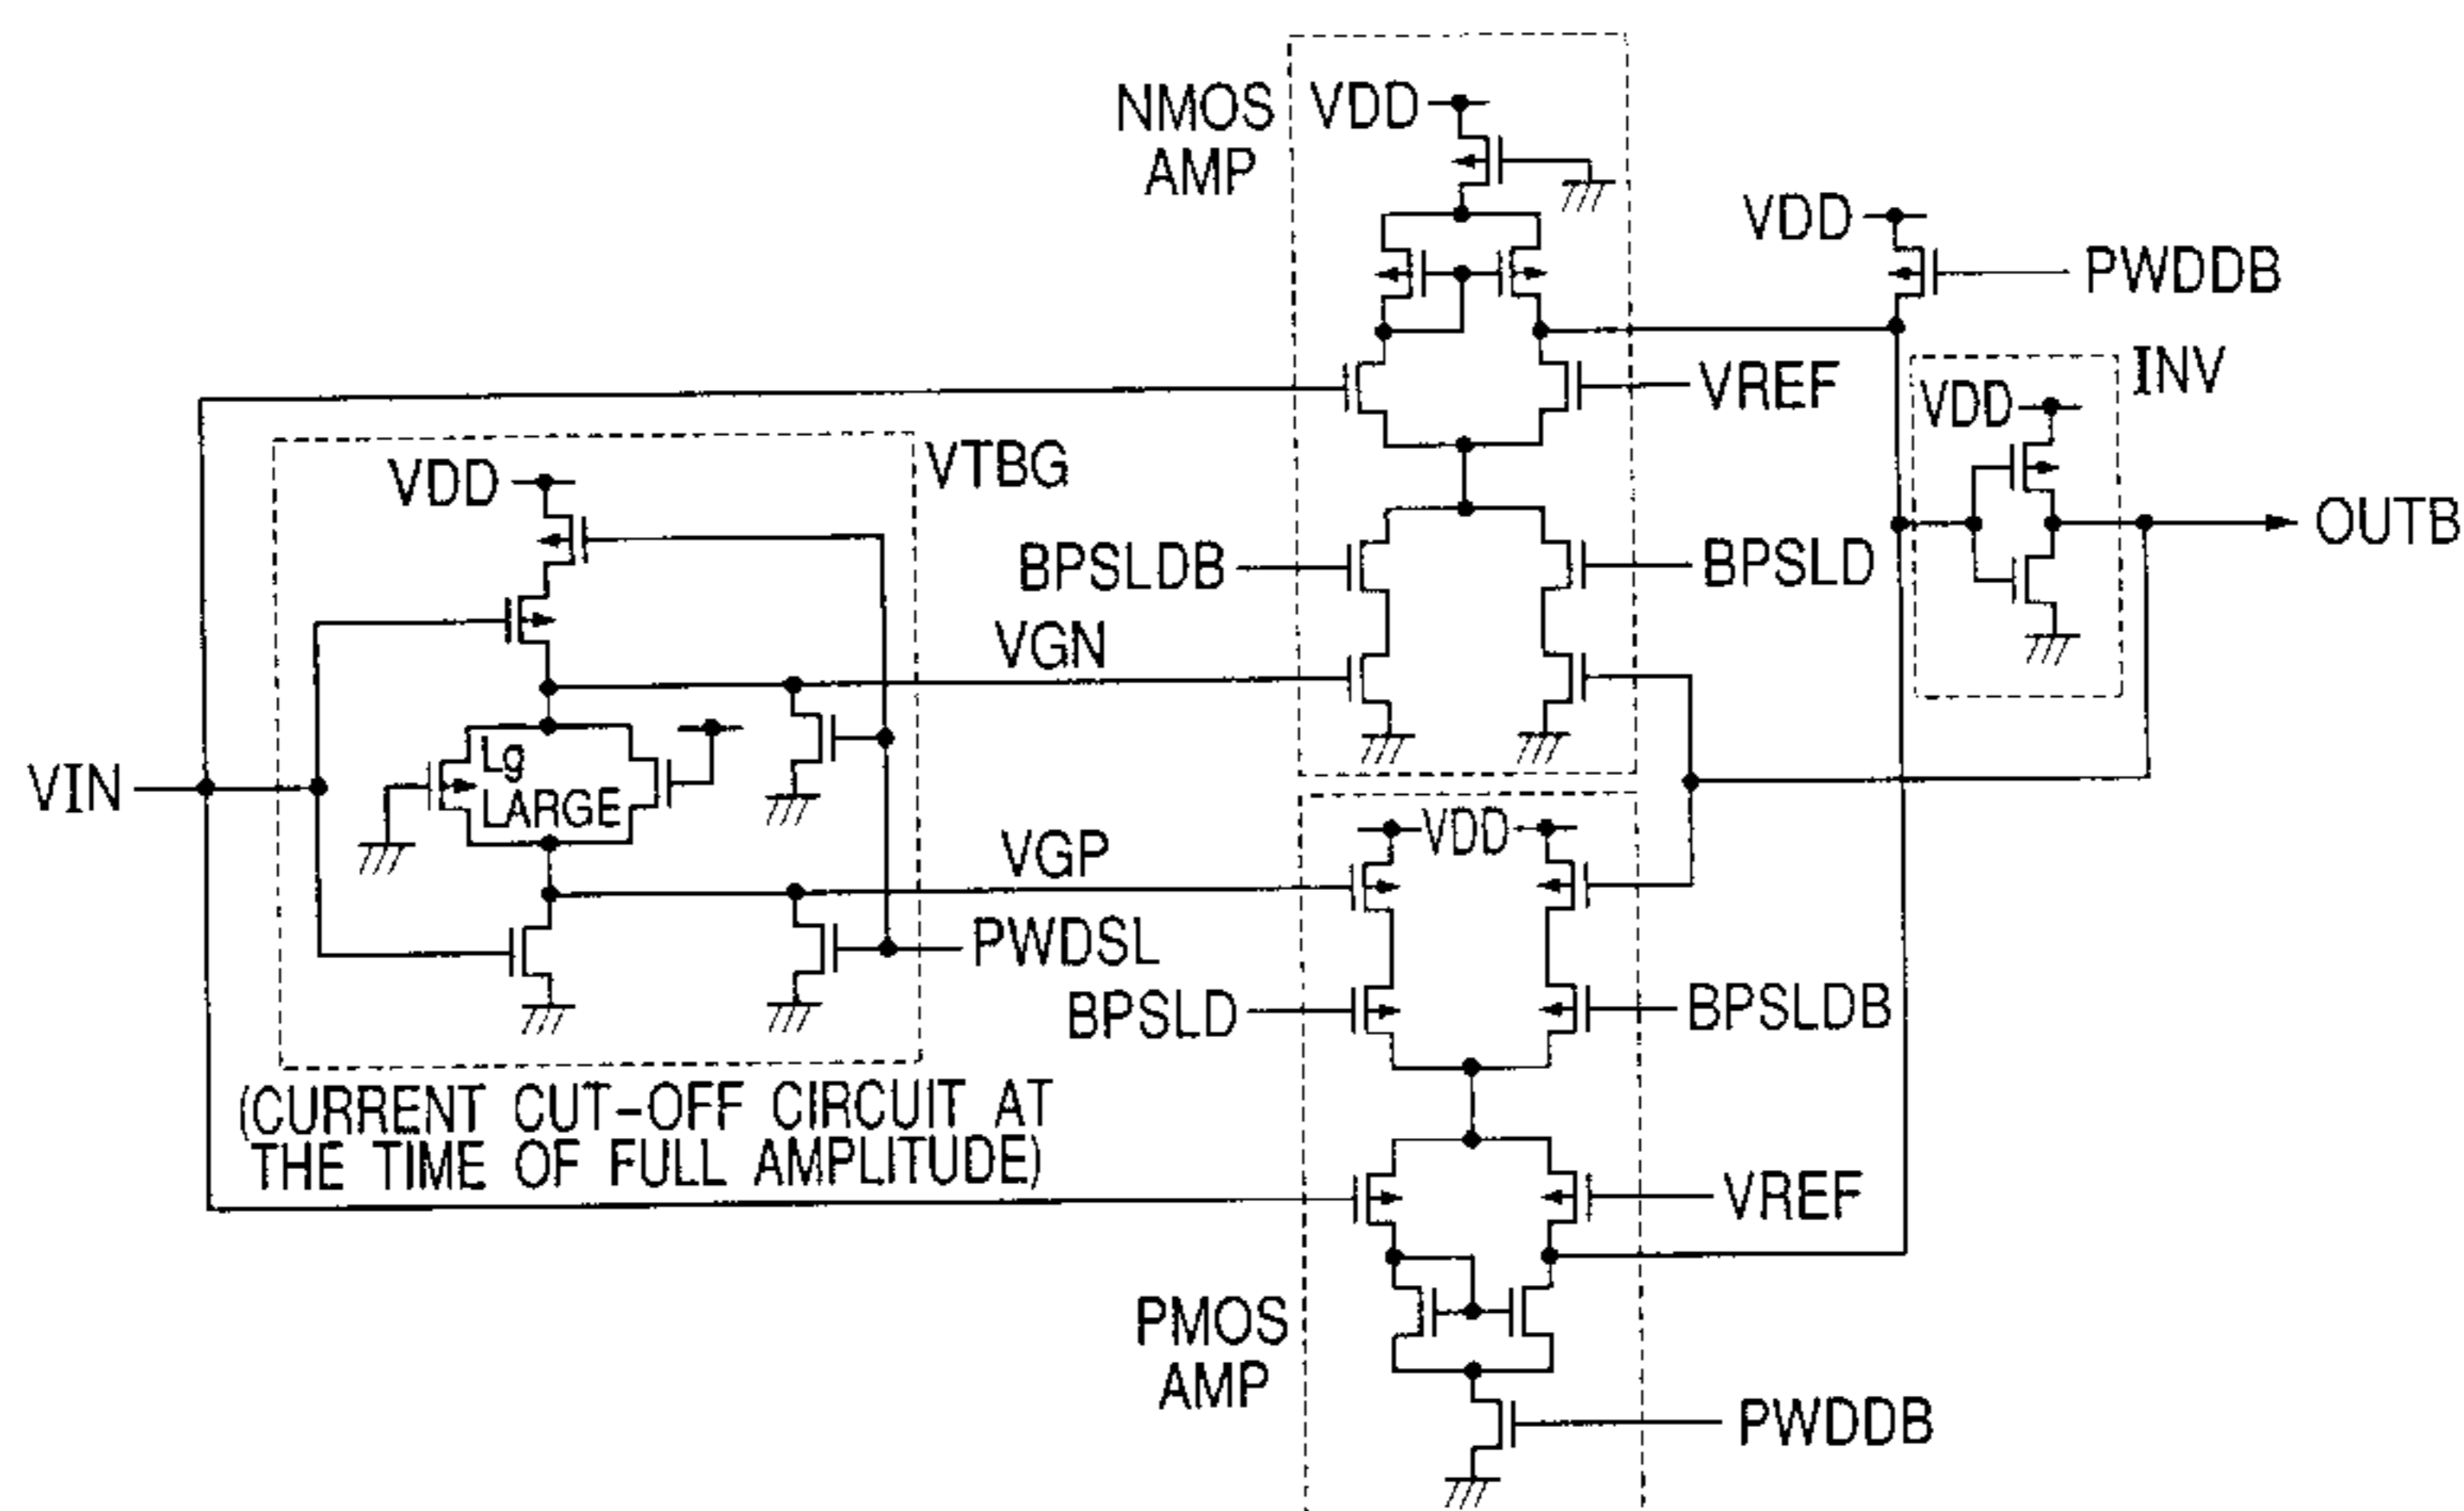 NMOS
AMP
VDD
VDD
PWDDB
VREF
INV
VDD
VTBG
VDD
BPSLDB
BPSLD
OUTB
VGN
Lg
LARGE
VIN
VGP
VDD
PWDSL
BPSLD
BPSLDB
(CURRENT CUT-OFF CIRCUIT AT
THE TIME OF FULL AMPLITUDE)
VREF
PMOS
AMP
PWDDB